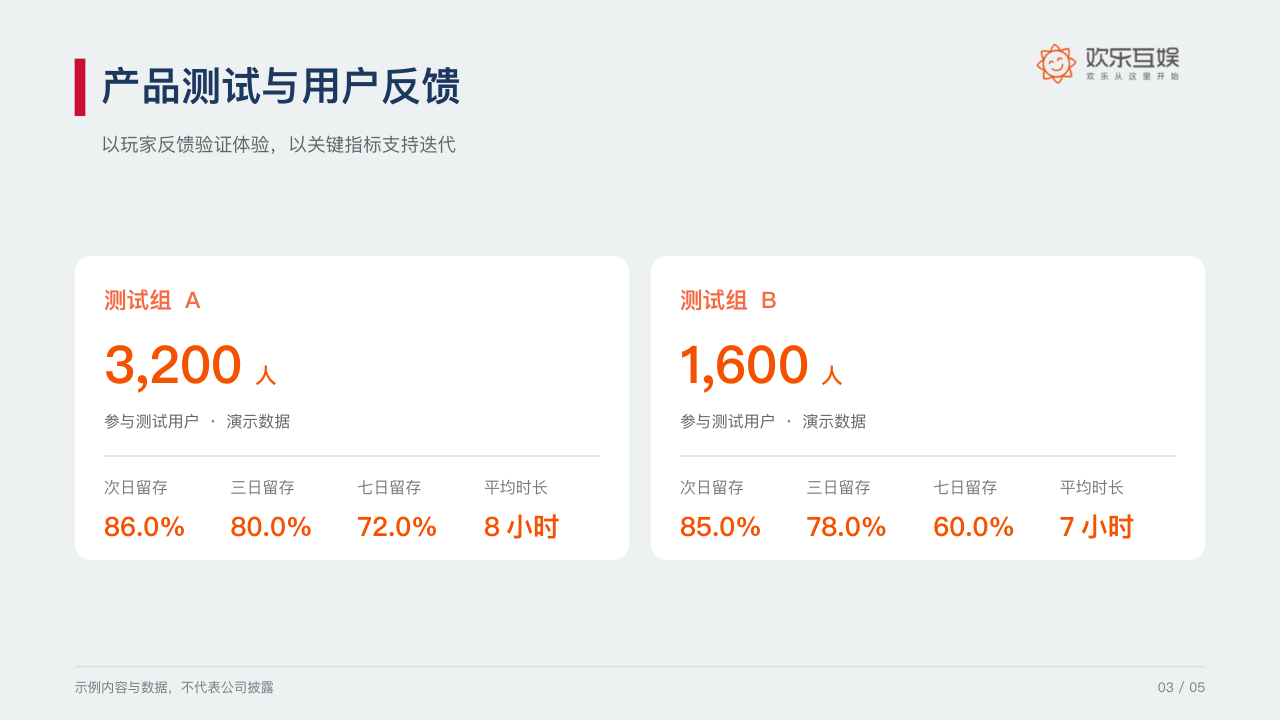 产品测试与用户反馈
欢乐互娱
欢乐从这里开始
以玩家反馈验证体验，以关键指标支持迭代
测试组 A
3,200 人
参与测试用户 · 演示数据
次日留存 三日留存 七日留存 平均时长
86.0% 80.0% 72.0% 8 小时
测试组 B
1,600 人
参与测试用户 · 演示数据
次日留存 三日留存 七日留存 平均时长
85.0% 78.0% 60.0% 7 小时
示例内容与数据，不代表公司披露
03 / 05